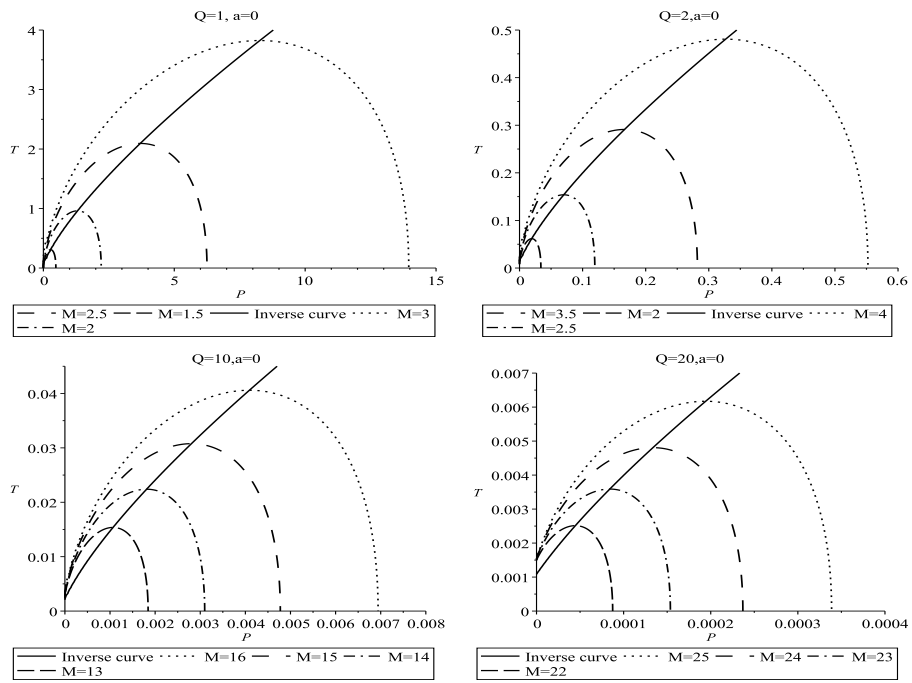 Q=1, a=0
4
3
T 2
1
0
0 5 10 15
P
M=2.5 M=1.5 Inverse curve M=3
M=2
Q=2,a=0
0.5
0.4
0.3
T
0.2
0.1
0
0 0.1 0.2 0.3 0.4 0.5 0.6
P
M=3.5 M=2 Inverse curve M=4
M=2.5
Q=10,a=0
0.04
0.03
T
0.02
0.01
0
0 0.001 0.002 0.003 0.004 0.005 0.006 0.007 0.008
P
Inverse curve M=16 M=15 M=14
M=13
Q=20,a=0
0.007
0.006
0.005
T
0.004
0.003
0.002
0.001
0
0 0.0001 0.0002 0.0003 0.0004
P
Inverse curve M=25 M=24 M=23
M=22